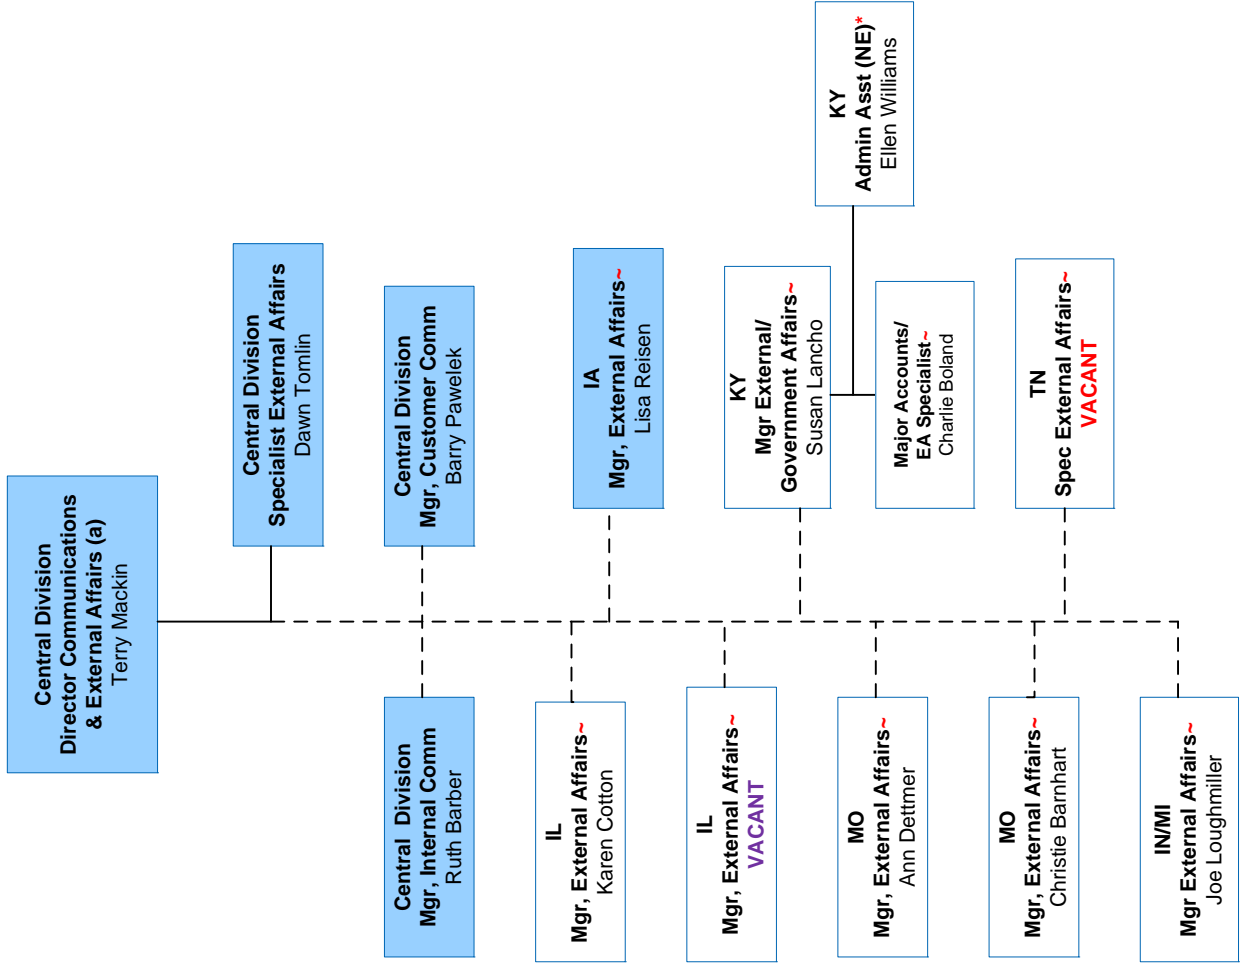 Central Division
Director Communications
& External Affairs (a)
Terry Mackin
Central Division
Specialist External Affairs
Dawn Tomlin
Central  Division
Mgr, Internal Comm
Ruth Barber
Central Division
Mgr, Customer Comm
Barry Pawelek
IL
Mgr, External Affairs~
Karen Cotton
IA
Mgr, External Affairs~
Lisa Reisen
IL
Mgr, External Affairs~
VACANT
KY
Mgr External/
Government Affairs~
Susan Lancho
KY
Admin Asst (NE)*
Ellen Williams
MO
Mgr, External Affairs~
Ann Dettmer
Major Accounts/
EA Specialist~
Charlie Boland
MO
Mgr, External Affairs~
Christie Barnhart
TN
Spec External Affairs~
VACANT
IN/MI
Mgr External Affairs~
Joe Loughmiller